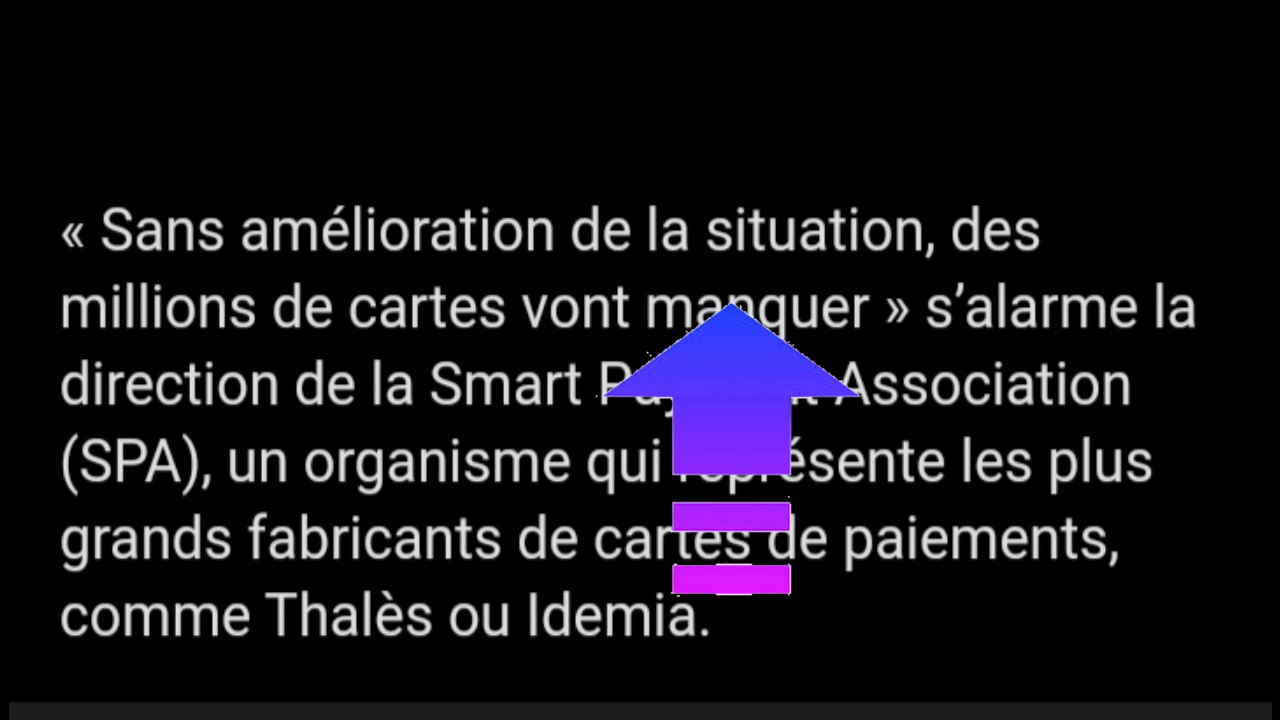 « Sans amélioration de la situation, des
millions de cartes vont manquer » s’alarme la
direction de la Smart Association
(SPA), un organisme qui représente les plus
grands fabricants de cartes de paiements,
comme Thalès ou Idemia.